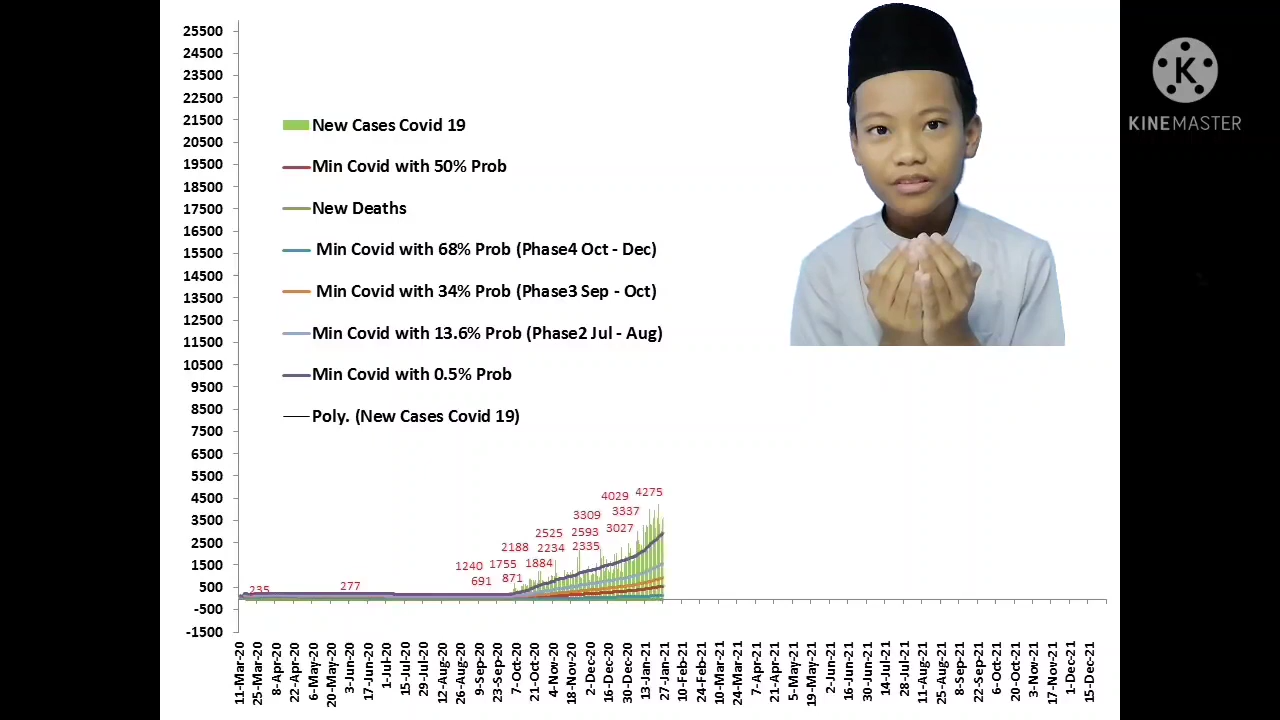 25500
24500
23500
22500
21500
20500
19500
18500
17500
16500
15500
14500
13500
12500
11500
10500
9500
8500
7500
6500
5500
4500
3500
2500
1500
500
-500
-1500
New Cases Covid 19
Min Covid with 50% Prob
New Deaths
Min Covid with 68% Prob (Phase4 Oct - Dec)
Min Covid with 34% Prob (Phase3 Sep - Oct)
Min Covid with 13.6% Prob (Phase2 Jul - Aug)
Min Covid with 0.5% Prob
Poly. (New Cases Covid 19)
235
277
1240
691
1755
871
2188
1884
2525
2234
3309
2593
2335
4029
3337
3027
4275
11-Mar-20
25-Mar-20
8-Apr-20
22-Apr-20
6-May-20
20-May-20
3-Jun-20
17-Jun-20
1-Jul-20
15-Jul-20
29-Jul-20
12-Aug-20
26-Aug-20
9-Sep-20
23-Sep-20
7-Oct-20
21-Oct-20
4-Nov-20
18-Nov-20
2-Dec-20
16-Dec-20
30-Dec-20
13-Jan-21
27-Jan-21
10-Feb-21
24-Feb-21
10-Mar-21
24-Mar-21
7-Apr-21
21-Apr-21
5-May-21
19-May-21
2-Jun-21
16-Jun-21
30-Jun-21
14-Jul-21
28-Jul-21
11-Aug-21
25-Aug-21
8-Sep-21
22-Sep-21
6-Oct-21
20-Oct-21
3-Nov-21
17-Nov-21
1-Dec-21
15-Dec-21
K
KINEMASTER